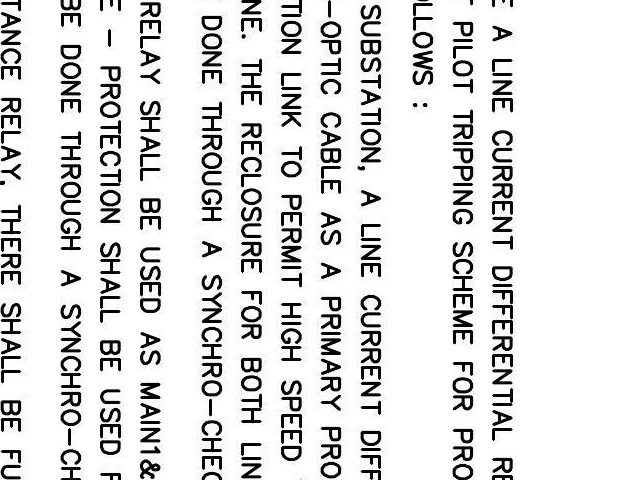 E A LINE CURRENT DIFFERENTIAL RE
PILOT TRIPPING SCHEME FOR PRO
OLLOWS :
SUBSTATION, A LINE CURRENT DIFF
-OPTIC CABLE AS A PRIMARY PRO
TION LINK TO PERMIT HIGH SPEED
NE. THE RECLOSURE FOR BOTH LIN
DONE THROUGH A SYNCHRO-CHEC
RELAY SHALL BE USED AS MAIN1&
E - PROTECTION SHALL BE USED F
BE DONE THROUGH A SYNCHRO-CH
TANCE RELAY. THERE SHALL BE FU